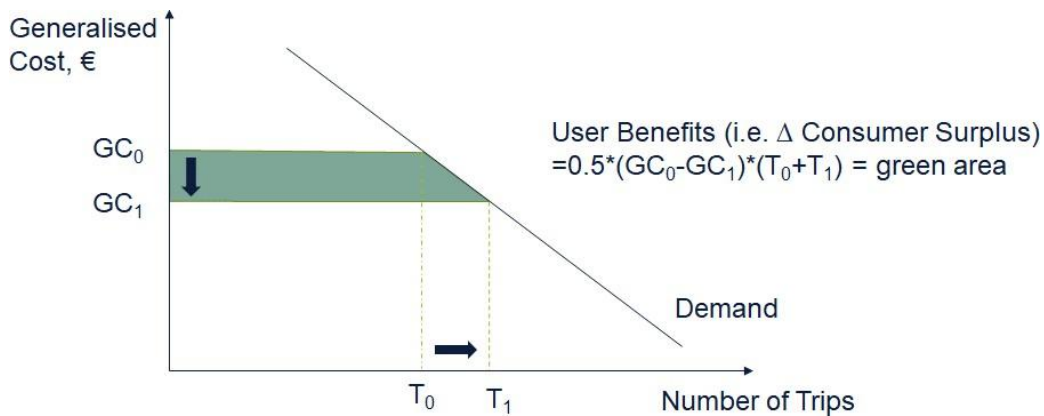 Generalised
Cost, €
GC₀
GC₁
User Benefits (i.e. Δ Consumer Surplus)
=0.5*(GC₀-GC₁)*(T₀+T₁) = green area
Demand
T₀
T₁
Number of Trips